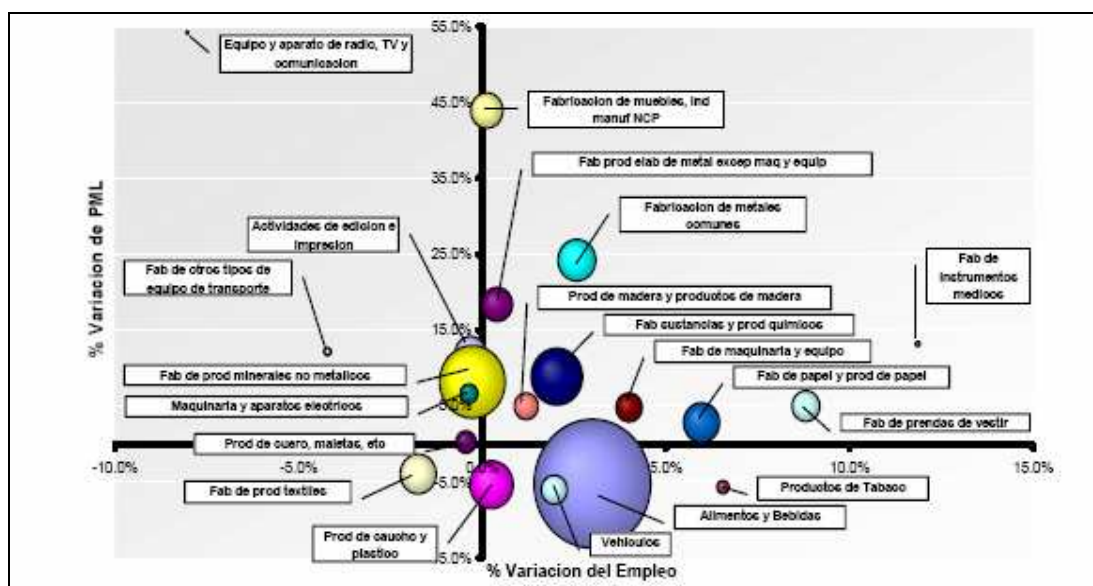 55.0%
Equipo y aparato de radio, TV y
comunicacion
45.0%
Fabricacion de muebles, ind
manuf NCP
Fab prod elab de metal excep maq y equip
35.0%
% Variacion de PML
Fabricacion de metales
comunes
Actividades de edicion e
impresion
25.0%
Fab de
instrumentos
medicos
Fab de otros tipos de
equipo de transporte
Prod de madera y productos de madera
15.0%
Fab sustancias y prod quimicos
Fab de maquinaria y equipo
Fab de prod minerales no metalicos
Fab de papel y prod de papel
Maquinaria y aparatos electricos
5.0%
Fab de prendas de vestir
Prod de cuero, maletas, etc
-10.0%
-5.0%
0.0%
5.0%
10.0%
15.0%
-5.0%
Fab de prod textiles
Productos de Tabaco
Alimentos y Bebidas
Prod de caucho y
plastico
Vehiculos
% Variacion del Empleo